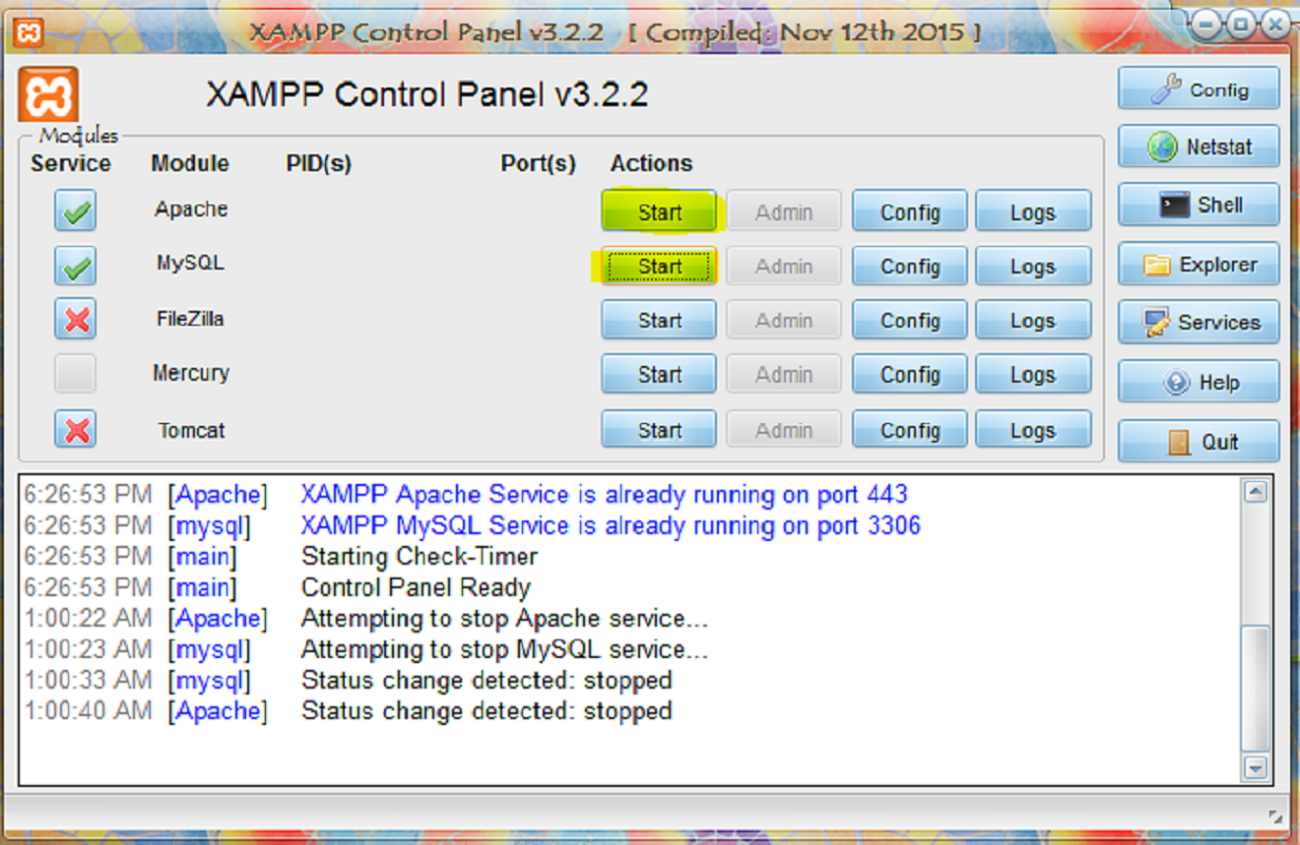 XAMPP Control Panel v3.2.2 [ Compiled: Nov 12th 2015 ]
XAMPP Control Panel v3.2.2
Config
Modules
Service Module PID(s) Port(s) Actions
Netstat
Apache Start Admin Config Logs
Shell
MySQL Start Admin Config Logs
Explorer
FileZilla Start Admin Config Logs
Services
Mercury Start Admin Config Logs
Help
Tomcat Start Admin Config Logs
Quit
6:26:53 PM [Apache] XAMPP Apache Service is already running on port 443
6:26:53 PM [mysql] XAMPP MySQL Service is already running on port 3306
6:26:53 PM [main] Starting Check-Timer
6:26:53 PM [main] Control Panel Ready
1:00:22 AM [Apache] Attempting to stop Apache service...
1:00:23 AM [mysql] Attempting to stop MySQL service...
1:00:33 AM [mysql] Status change detected: stopped
1:00:40 AM [Apache] Status change detected: stopped